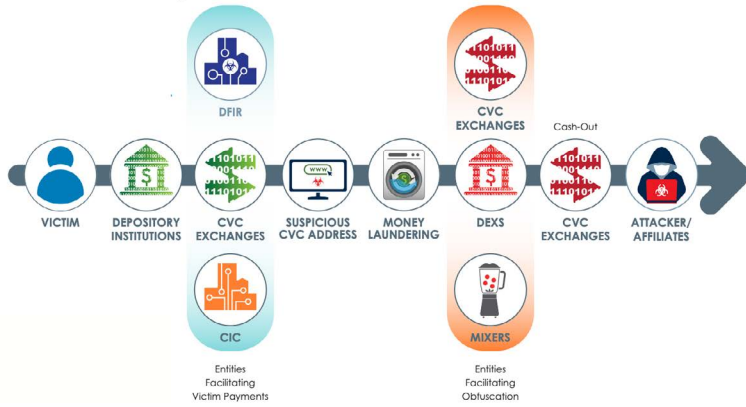 DFIR
CVC
EXCHANGES
Cash-Out
VICTIM
DEPOSITORY
INSTITUTIONS
CVC
EXCHANGES
WWW.
SUSPICIOUS
CVC ADDRESS
MONEY
LAUNDERING
DEXS
CVC
EXCHANGES
ATTACKER/
AFFILIATES
CIC
MIXERS
Entities
Facilitating
Victim Payments
Entities
Facilitating
Obfuscation